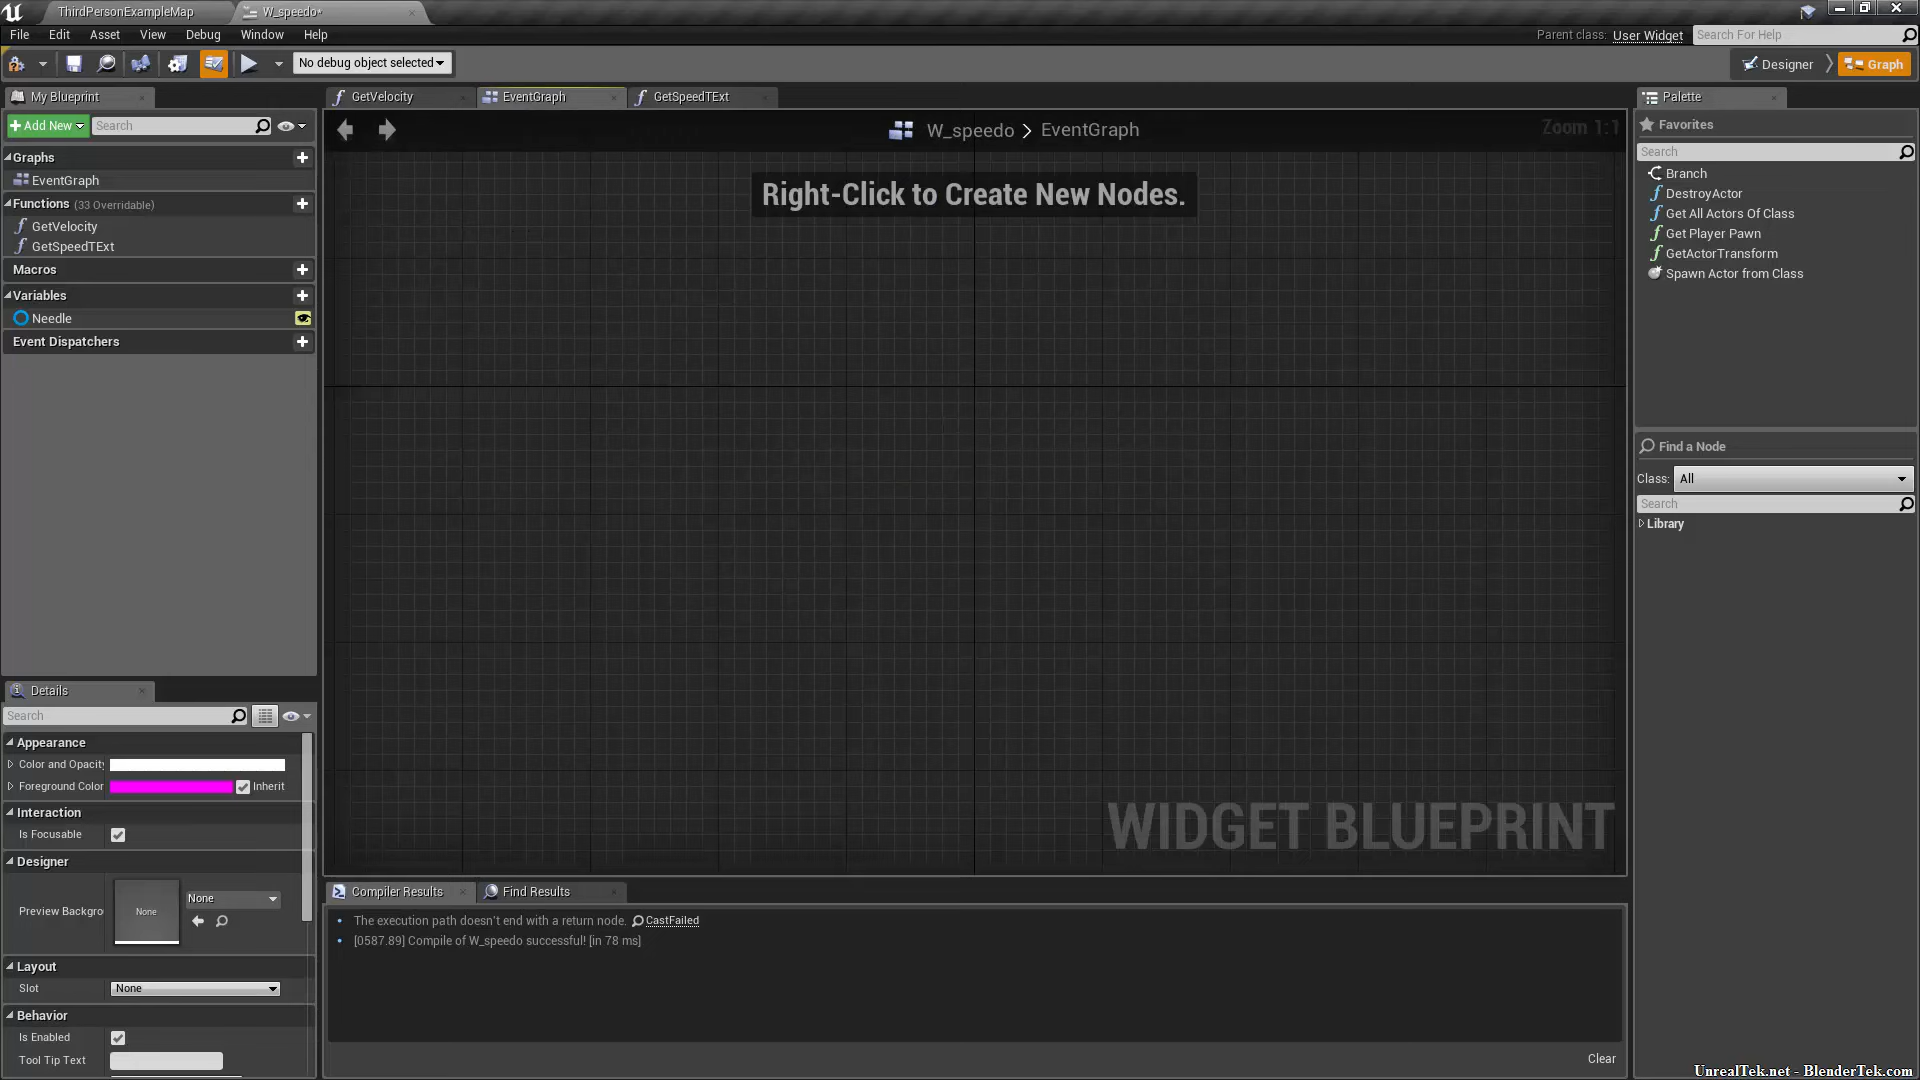 ThirdPersonExampleMap
W_speedo*
File Edit Asset View Debug Window Help
Parent class: User Widget
Search For Help
No debug object selected
Designer
Graph
My Blueprint
Add New
Search
Graphs
EventGraph
Functions (33 Overridable)
GetVelocity
GetSpeedTExt
Macros
Variables
Needle
Event Dispatchers
Details
Search
Appearance
Color and Opacity
Foreground Color
Inherit
Interaction
Is Focusable
Designer
Preview Backgro
None
None
Layout
Slot
None
Behavior
Is Enabled
Tool Tip Text
GetVelocity
EventGraph
GetSpeedTExt
W_speedo > EventGraph
Zoom 1:1
Right-Click to Create New Nodes.
WIDGET BLUEPRINT
Compiler Results
Find Results
The execution path doesn't end with a return node. CastFailed
[0587.89] Compile of W_speedo successful! [in 78 ms]
Clear
Palette
Favorites
Search
Branch
DestroyActor
Get All Actors Of Class
Get Player Pawn
GetActorTransform
Spawn Actor from Class
Find a Node
Class: All
Search
Library
UnrealTek.net - BlenderTek.com